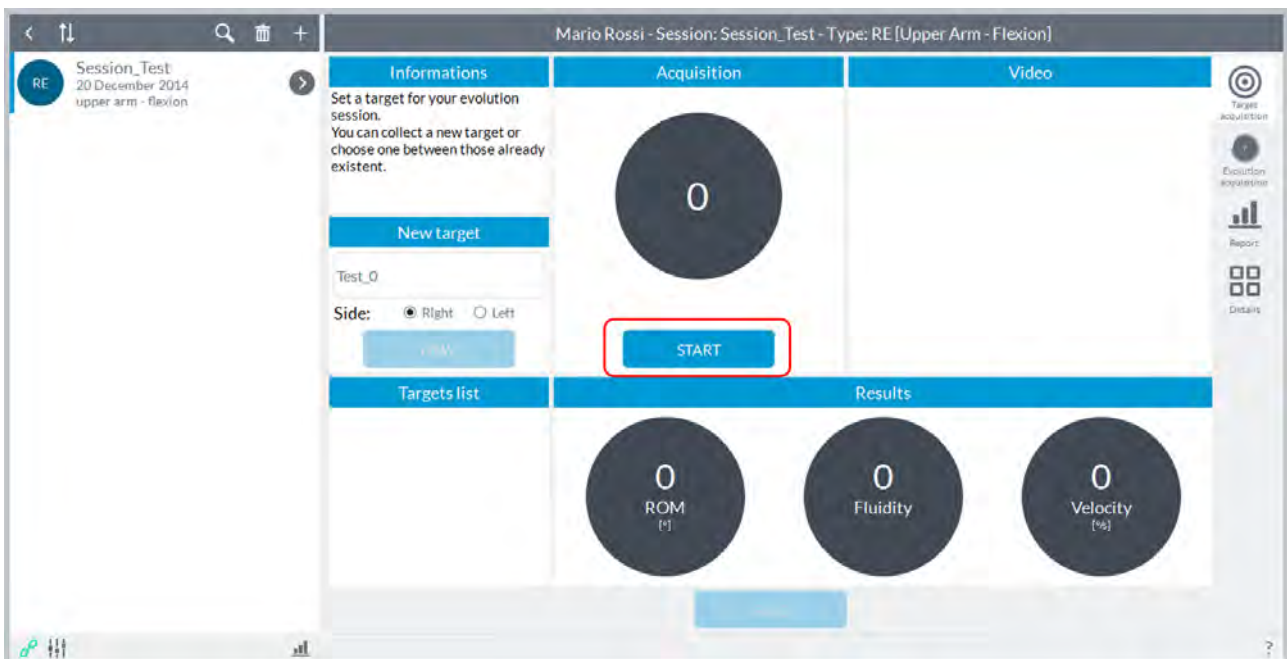 Mario Rossi - Session: Session_Test - Type: RE [Upper Arm - Flexion]
RE
Session_Test
20 December 2014
upper arm - flexion
Informations
Set a target for your evolution
session.
You can collect a new target or
choose one between those already
existent.
New target
Test_0
Side:
Right
Left
Targets list
Acquisition
0
START
Video
Results
0
ROM
[°]
0
Fluidity
0
Velocity
[°/s]
Target
acquisition
Evolution
acquisition
Report
Details
?